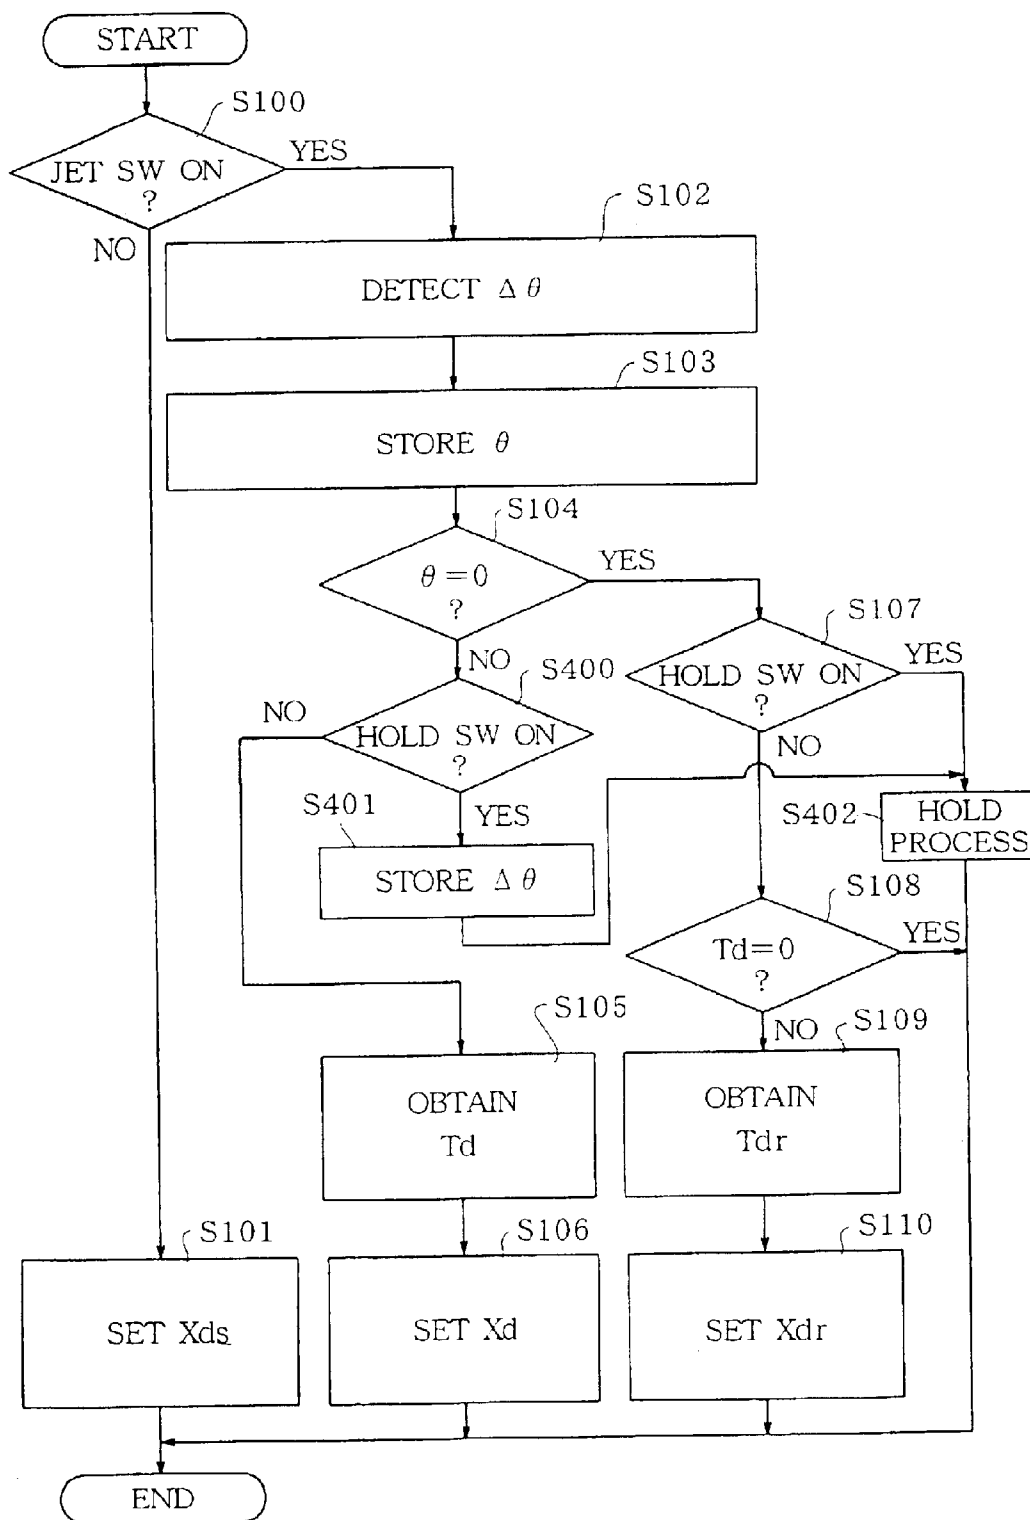 START
S100
JET SW ON
?
YES
NO
S102
DETECT Δθ
S103
STORE θ
S104
θ=0
?
YES
NO
S107
HOLD SW ON
?
YES
NO
S400
HOLD SW ON
?
NO
YES
S401
STORE Δθ
S402
HOLD
PROCESS
S108
Td=0
?
YES
NO
S105
OBTAIN
Td
S109
OBTAIN
Tdr
S101
SET Xds
S106
SET Xd
S110
SET Xdr
END